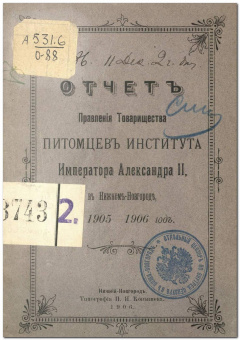 А 531.6
О-88
ОТЧЕТЪ
Правленія Товарищества
ПИТОМЦЕВЪ ИНСТИТУТА
Императора Александра II,
въ Нижнемъ-Новгородѣ,
1905 1906 годъ.
3743 2.
Нижній-Новгородъ.
Типографія